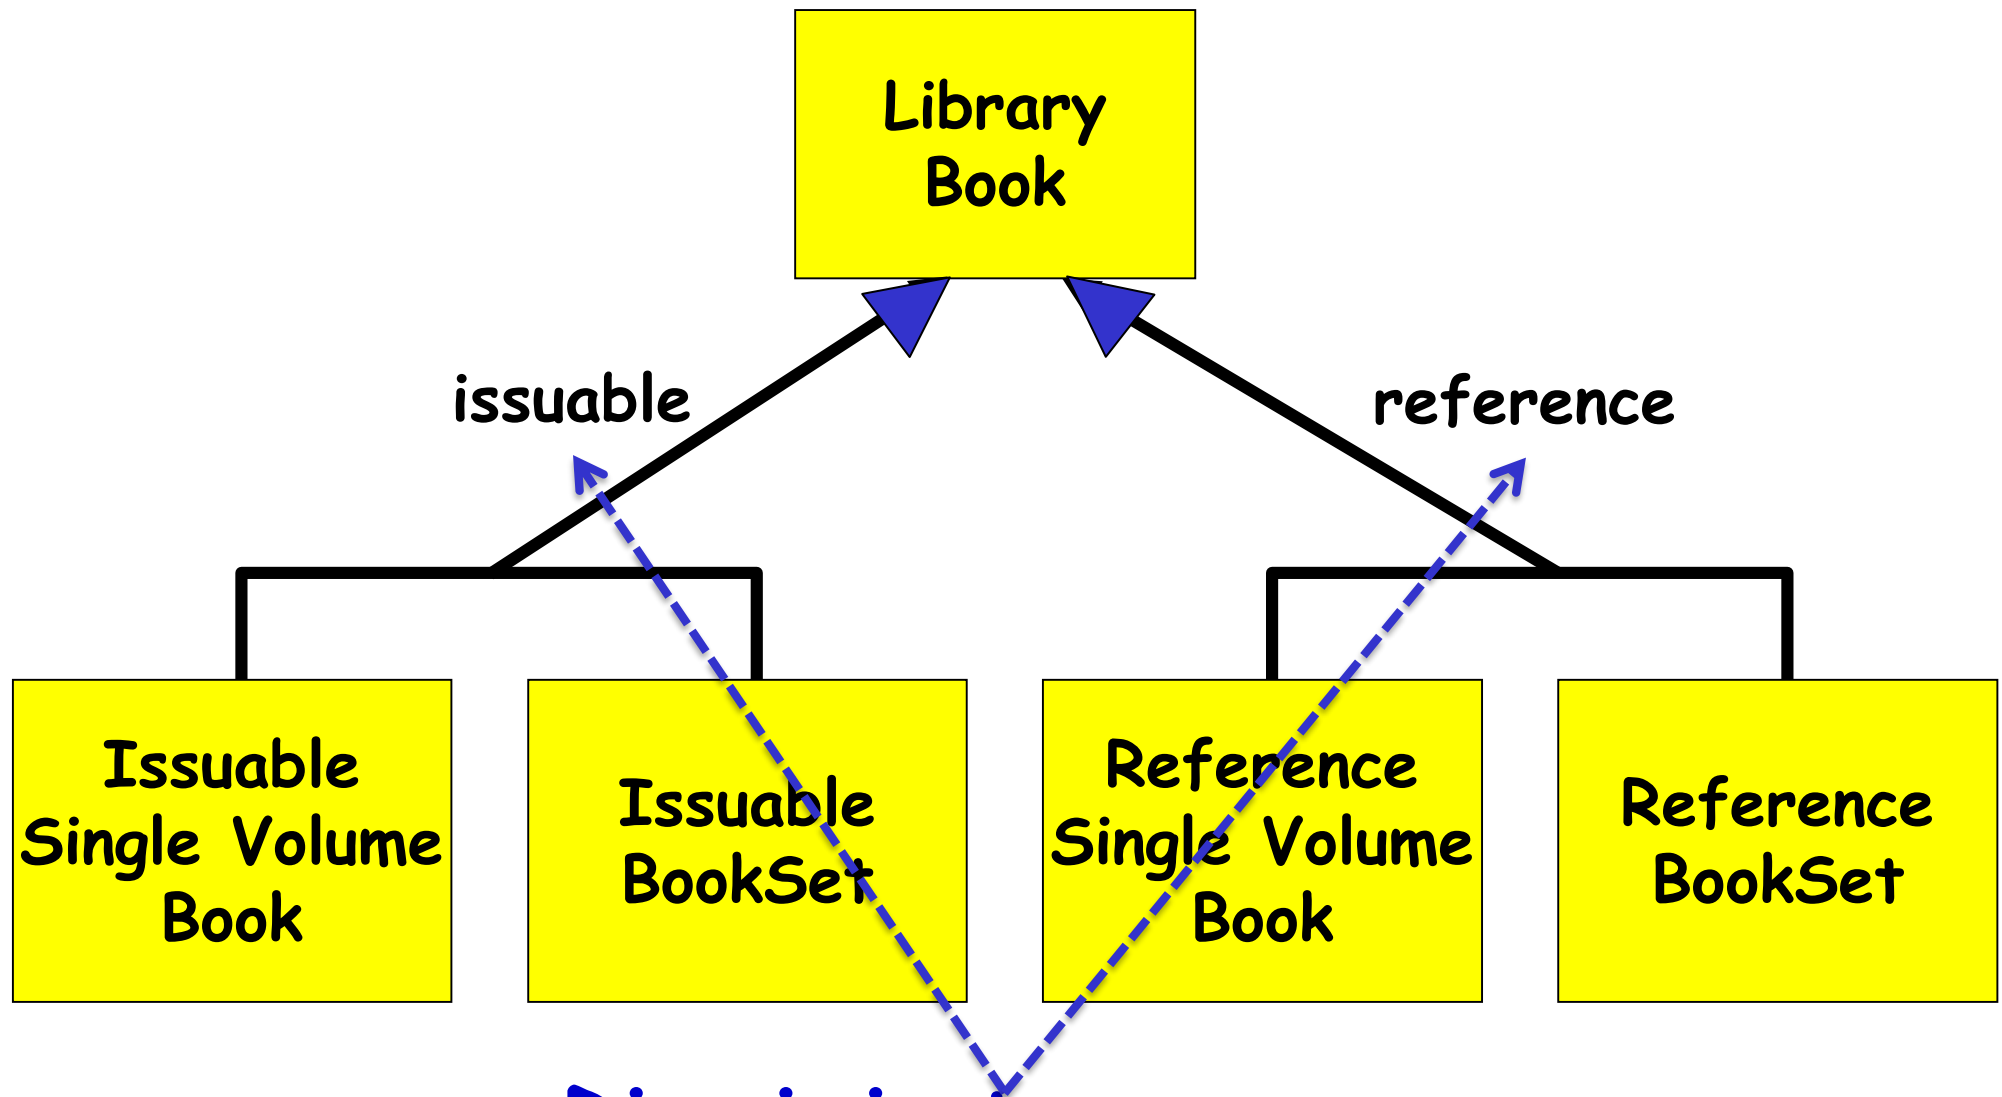 Library
Book
issuable
reference
Issuable
Single Volume
Book
Issuable
BookSet
Reference
Single Volume
Book
Reference
BookSet